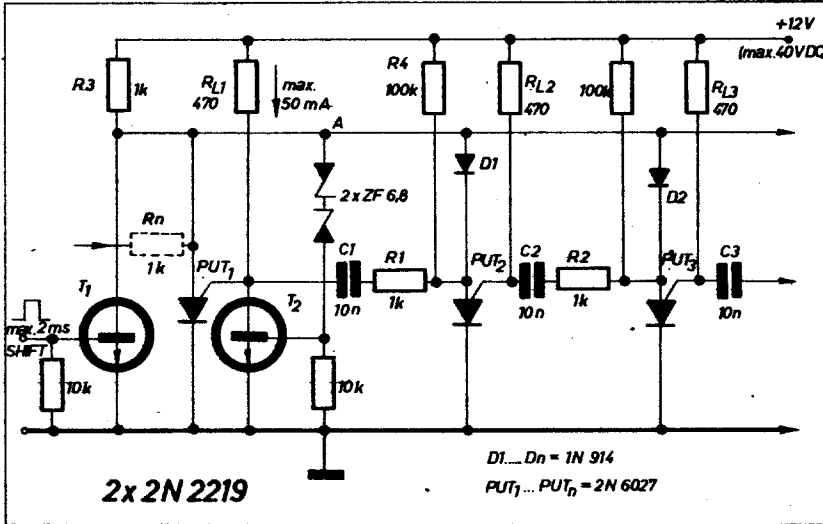 +12V
(max.40VDC)
R3
1k
RL1
470
max.
50 mA
A
R4
100k
RL2
470
100k
RL3
470
D1
D2
2xZF 6,8
Rn
1k
PUT1
T1
T2
C1
10n
R1
1k
PUT2
C2
10n
R2
1k
PUT3
C3
10n
max.2ms
SHIFT
10k
10k
2x 2N 2219
D1....Dn = 1N 914
PUT1 ... PUTn = 2N 6027